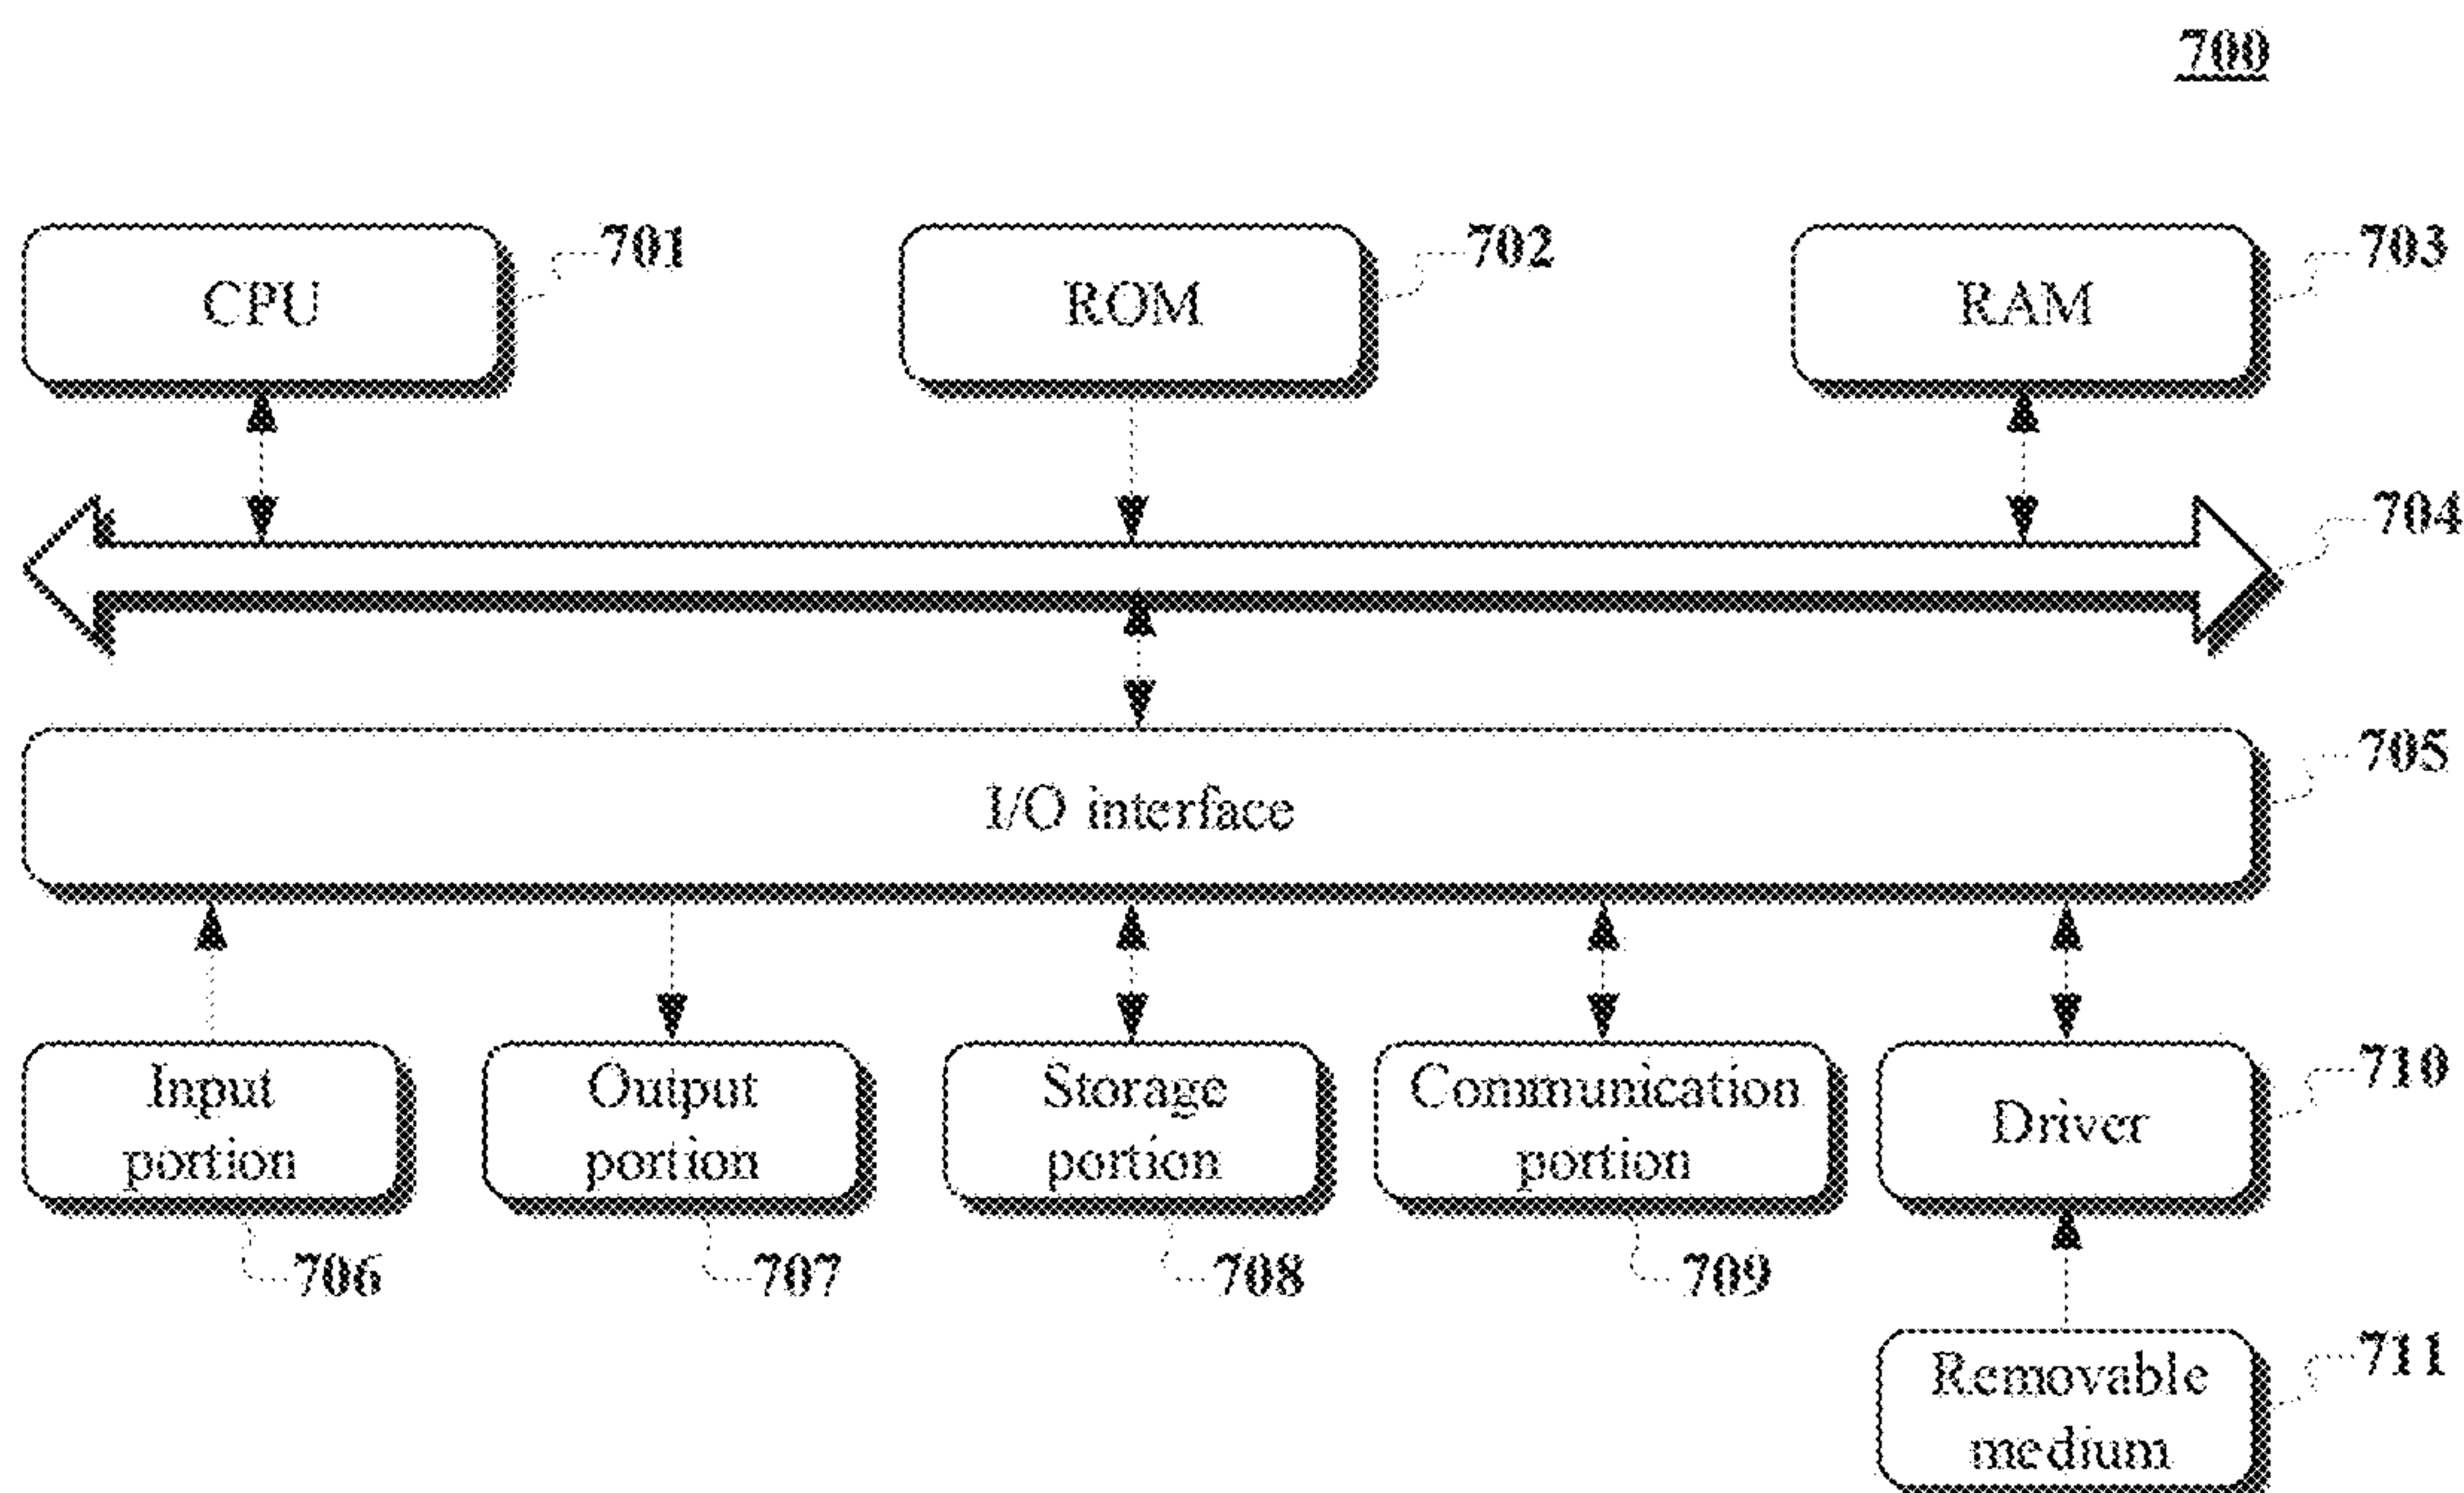 700
CPU
701
ROM
702
RAM
703
704
I/O interface
705
Input
portion
706
Output
portion
707
Storage
portion
708
Communication
portion
709
Driver
710
Removable
medium
711